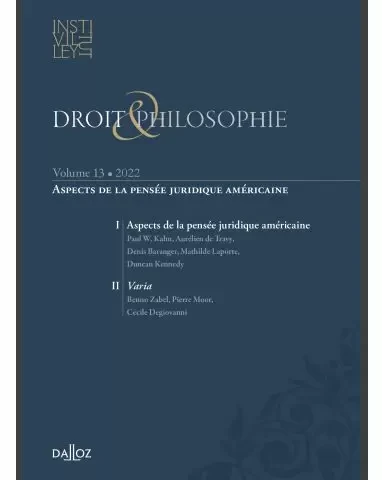 INSTI
TUT
VIL
LEY
DROIT & PHILOSOPHIE
Volume 13 ▪ 2022
ASPECTS DE LA PENSÉE JURIDIQUE AMÉRICAINE
I Aspects de la pensée juridique américaine
Paul W. Kahn, Aurélien de Travy,
Denis Baranger, Mathilde Laporte,
Duncan Kennedy
II Varia
Benno Zabel, Pierre Moor,
Cecile Degiovanni
DALLOZ